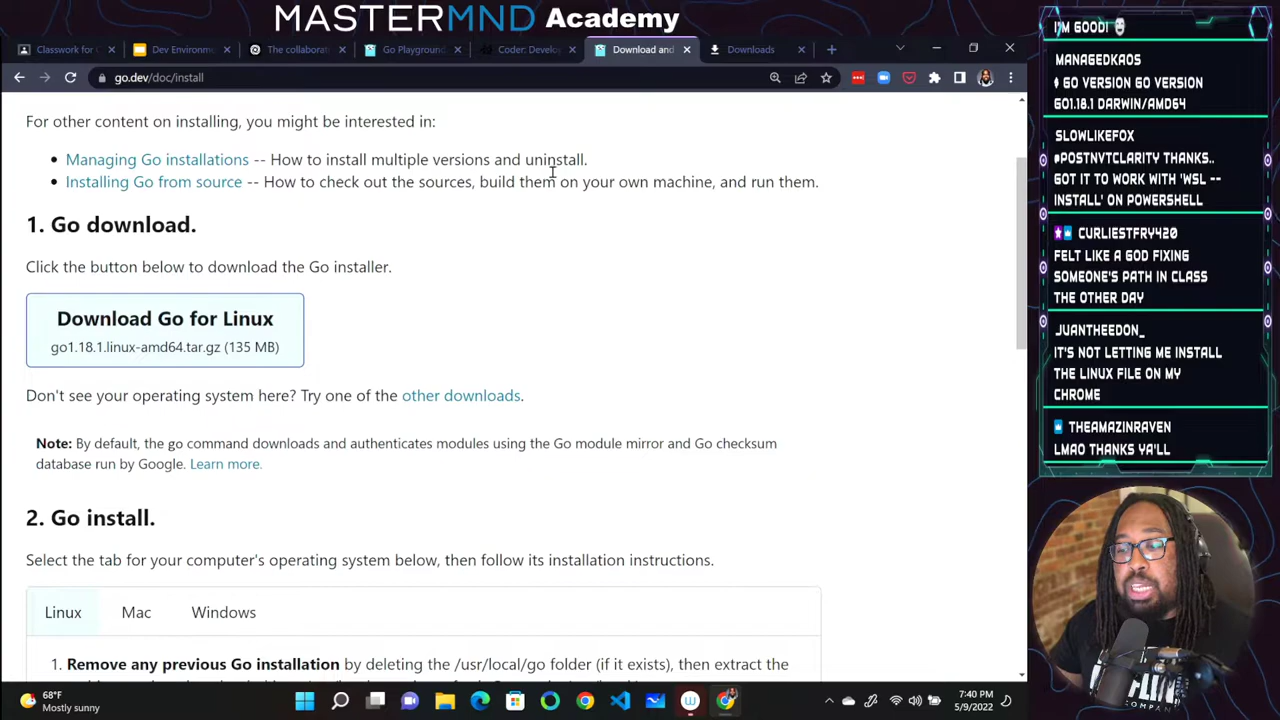 MASTERMND Academy
Classwork for
Dev Environme
The collaborati
Go Playground
Coder: Develop
Download and
Downloads
go.dev/doc/install
For other content on installing, you might be interested in:
Managing Go installations -- How to install multiple versions and uninstall.
Installing Go from source -- How to check out the sources, build them on your own machine, and run them.
1. Go download.
Click the button below to download the Go installer.
Download Go for Linux
go1.18.1.linux-amd64.tar.gz (135 MB)
Don't see your operating system here? Try one of the other downloads.
Note: By default, the go command downloads and authenticates modules using the Go module mirror and Go checksum
database run by Google. Learn more.
2. Go install.
Select the tab for your computer's operating system below, then follow its installation instructions.
Linux Mac Windows
1. Remove any previous Go installation by deleting the /usr/local/go folder (if it exists), then extract the
68°F
Mostly sunny
7:40 PM
5/9/2022
I'M GOOD!
MANAGEDKAOS
GO VERSION GO VERSION
GO1.18.1 DARWIN/AMD64
SLOWLIKEFOX
@POSTNVTCLARITY THANKS..
GOT IT TO WORK WITH 'WSL --
INSTALL' ON POWERSHELL
CURLIESTFRY420
FELT LIKE A GOD FIXING
SOMEONE'S PATH IN CLASS
THE OTHER DAY
JUANTHEEDON_
IT'S NOT LETTING ME INSTALL
THE LINUX FILE ON MY
CHROME
THEAMAZINRAVEN
LMAO THANKS YA'LL